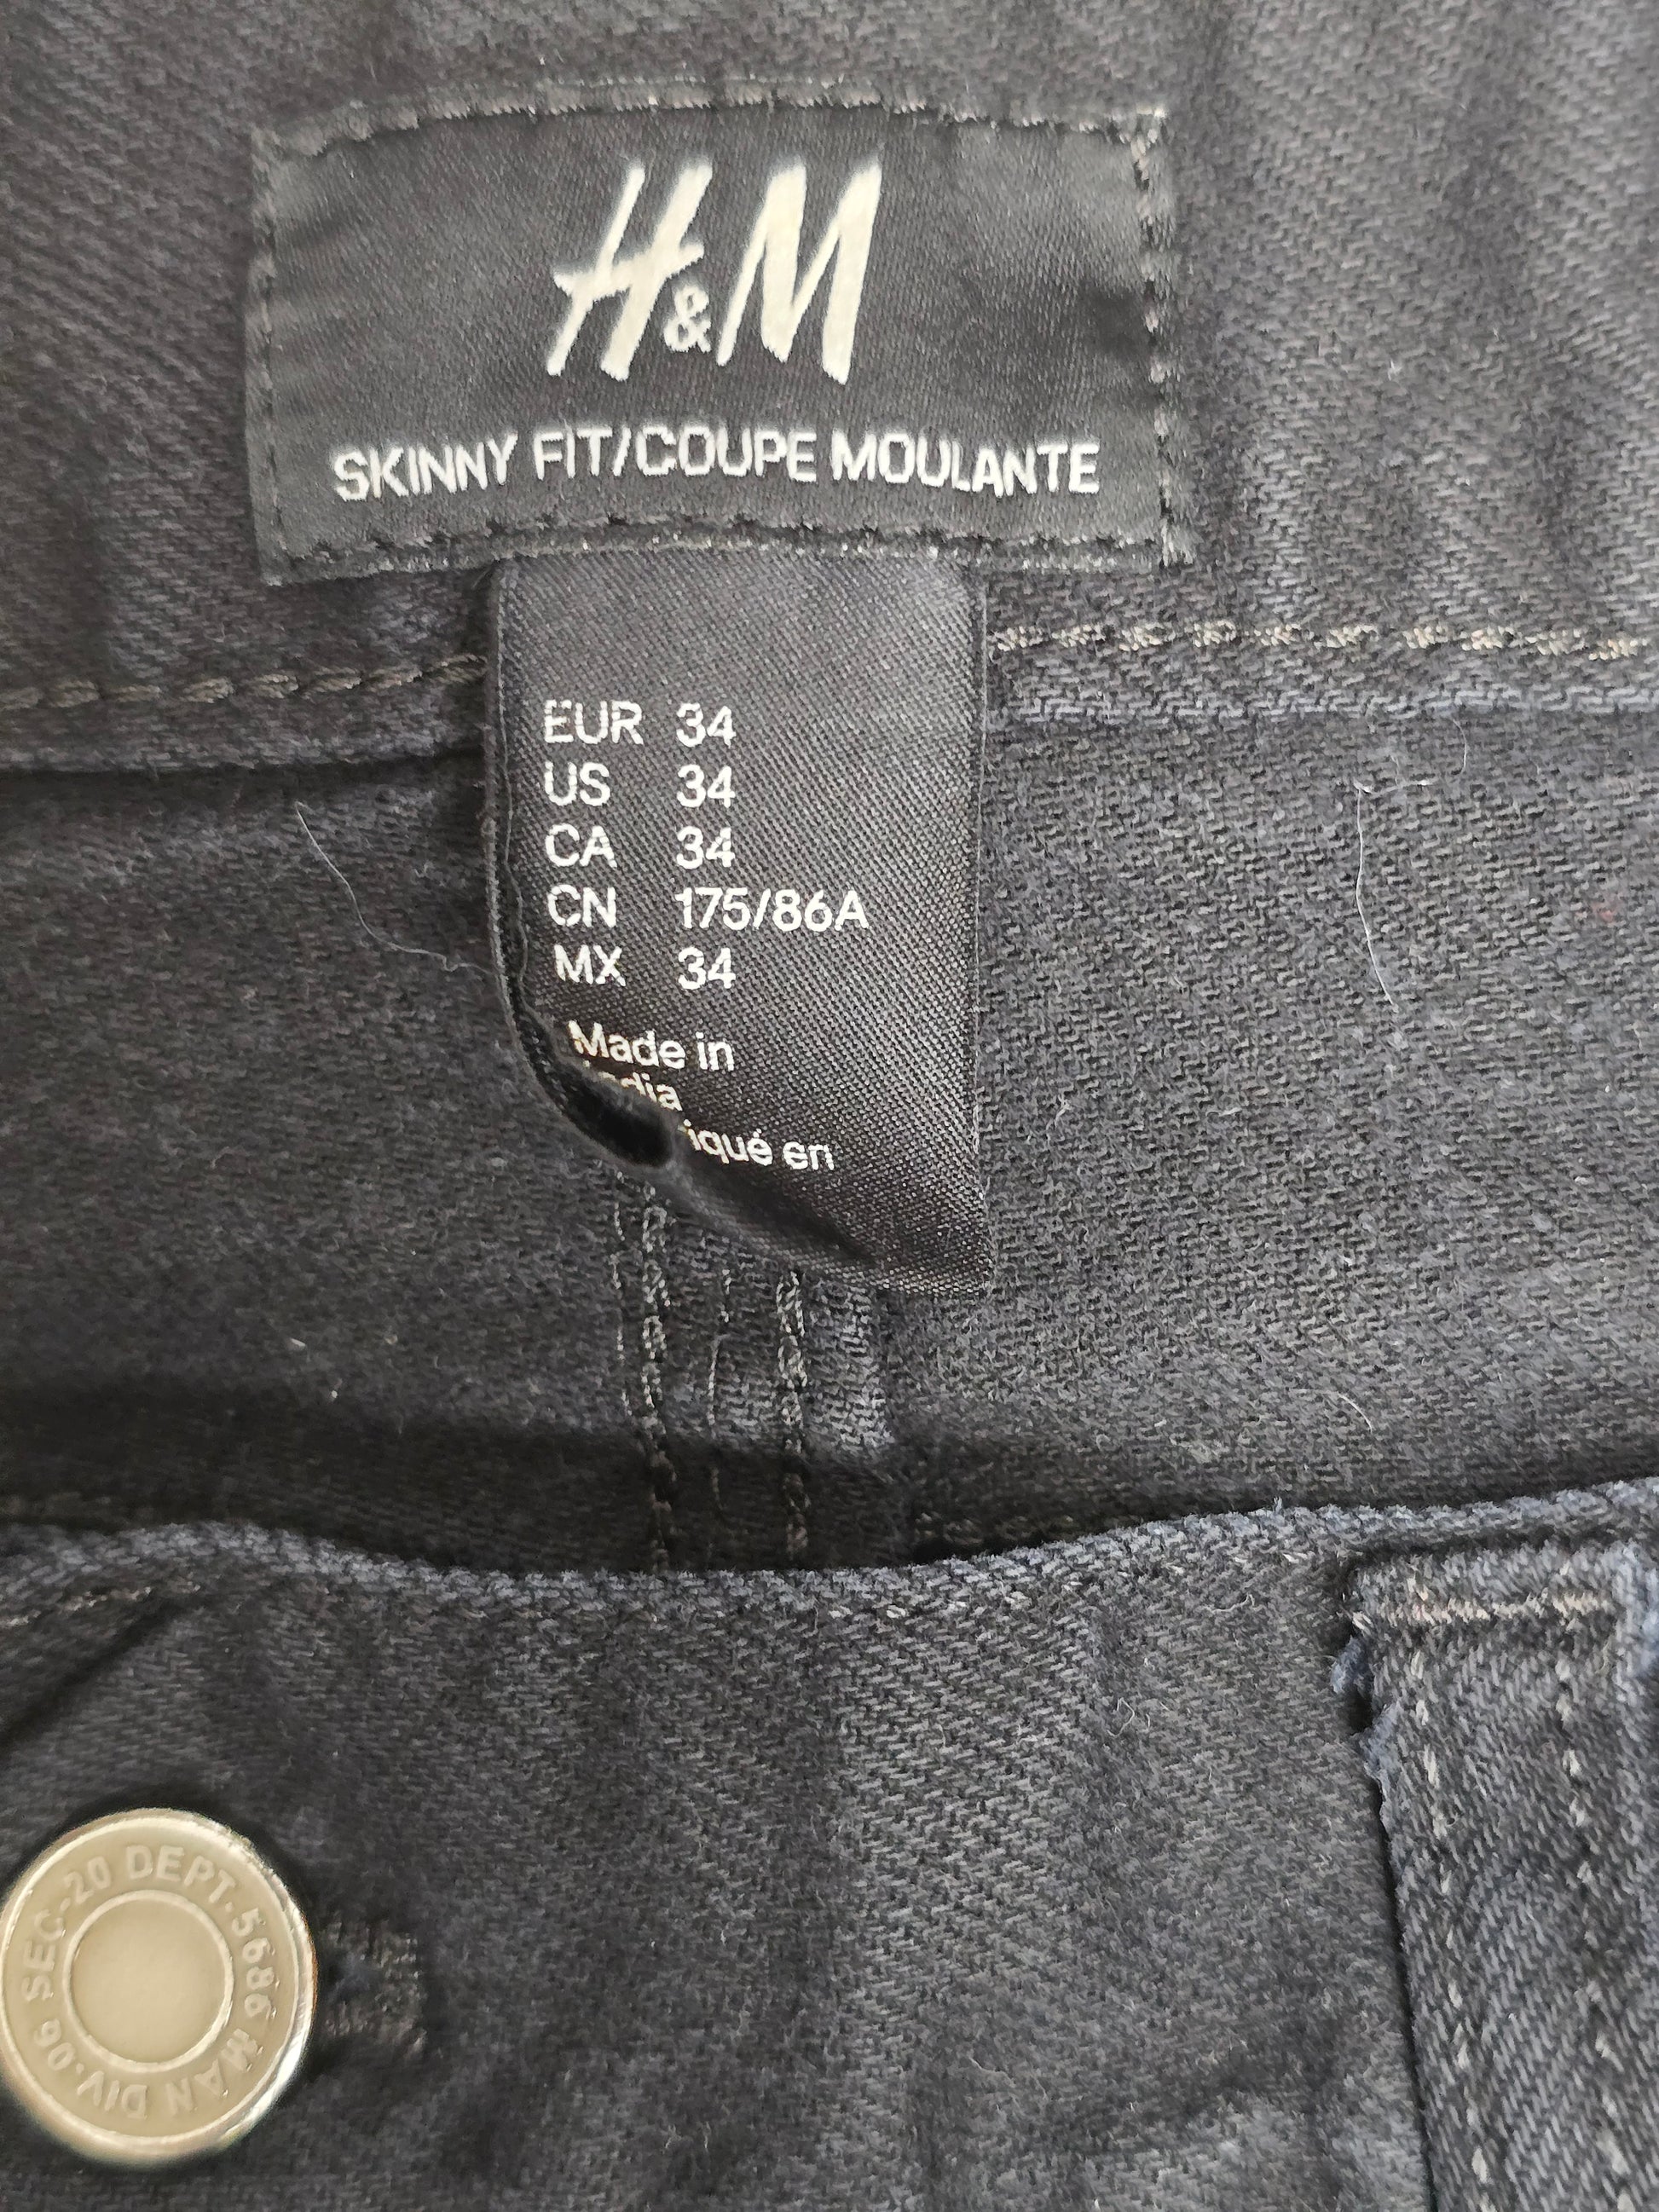 H&M
SKINNY FIT/COUPE MOULANTE
EUR 34
US 34
CA 34
CN 175/86A
MX 34
Made in
India
en
SEC-20 DEPT.5686 MAN DIV.06